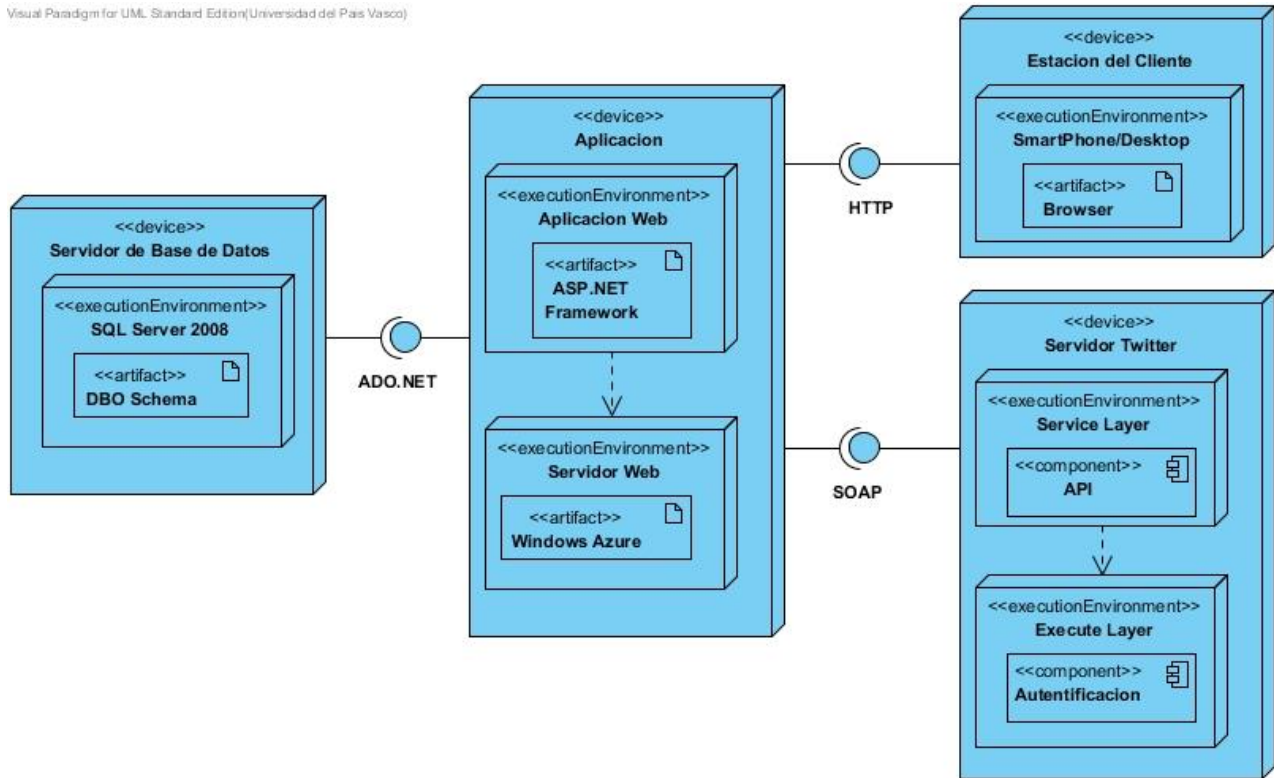 Visual Paradigm for UML Standard Edition(Universidad del Pais Vasco)
<<device>>
Servidor de Base de Datos
<<executionEnvironment>>
SQL Server 2008
<<artifact>>
DBO Schema
ADO.NET
<<device>>
Aplicacion
<<executionEnvironment>>
Aplicacion Web
<<artifact>>
ASP.NET
Framework
<<executionEnvironment>>
Servidor Web
<<artifact>>
Windows Azure
HTTP
SOAP
<<device>>
Estacion del Cliente
<<executionEnvironment>>
SmartPhone/Desktop
<<artifact>>
Browser
<<device>>
Servidor Twitter
<<executionEnvironment>>
Service Layer
<<component>>
API
<<executionEnvironment>>
Execute Layer
<<component>>
Autentificacion